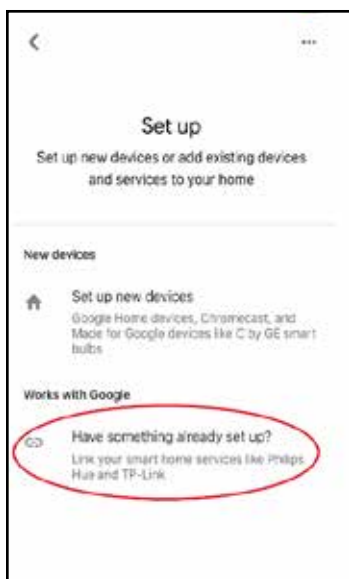 Set up
Set up new devices or add existing devices
and services to your home
New devices
Set up new devices
Google Home devices, Chromecast, and
Made for Google devices like C by GE smart
bulbs
Works with Google
Have something already set up?
Link your smart home services like Philips
Hue and TP-Link